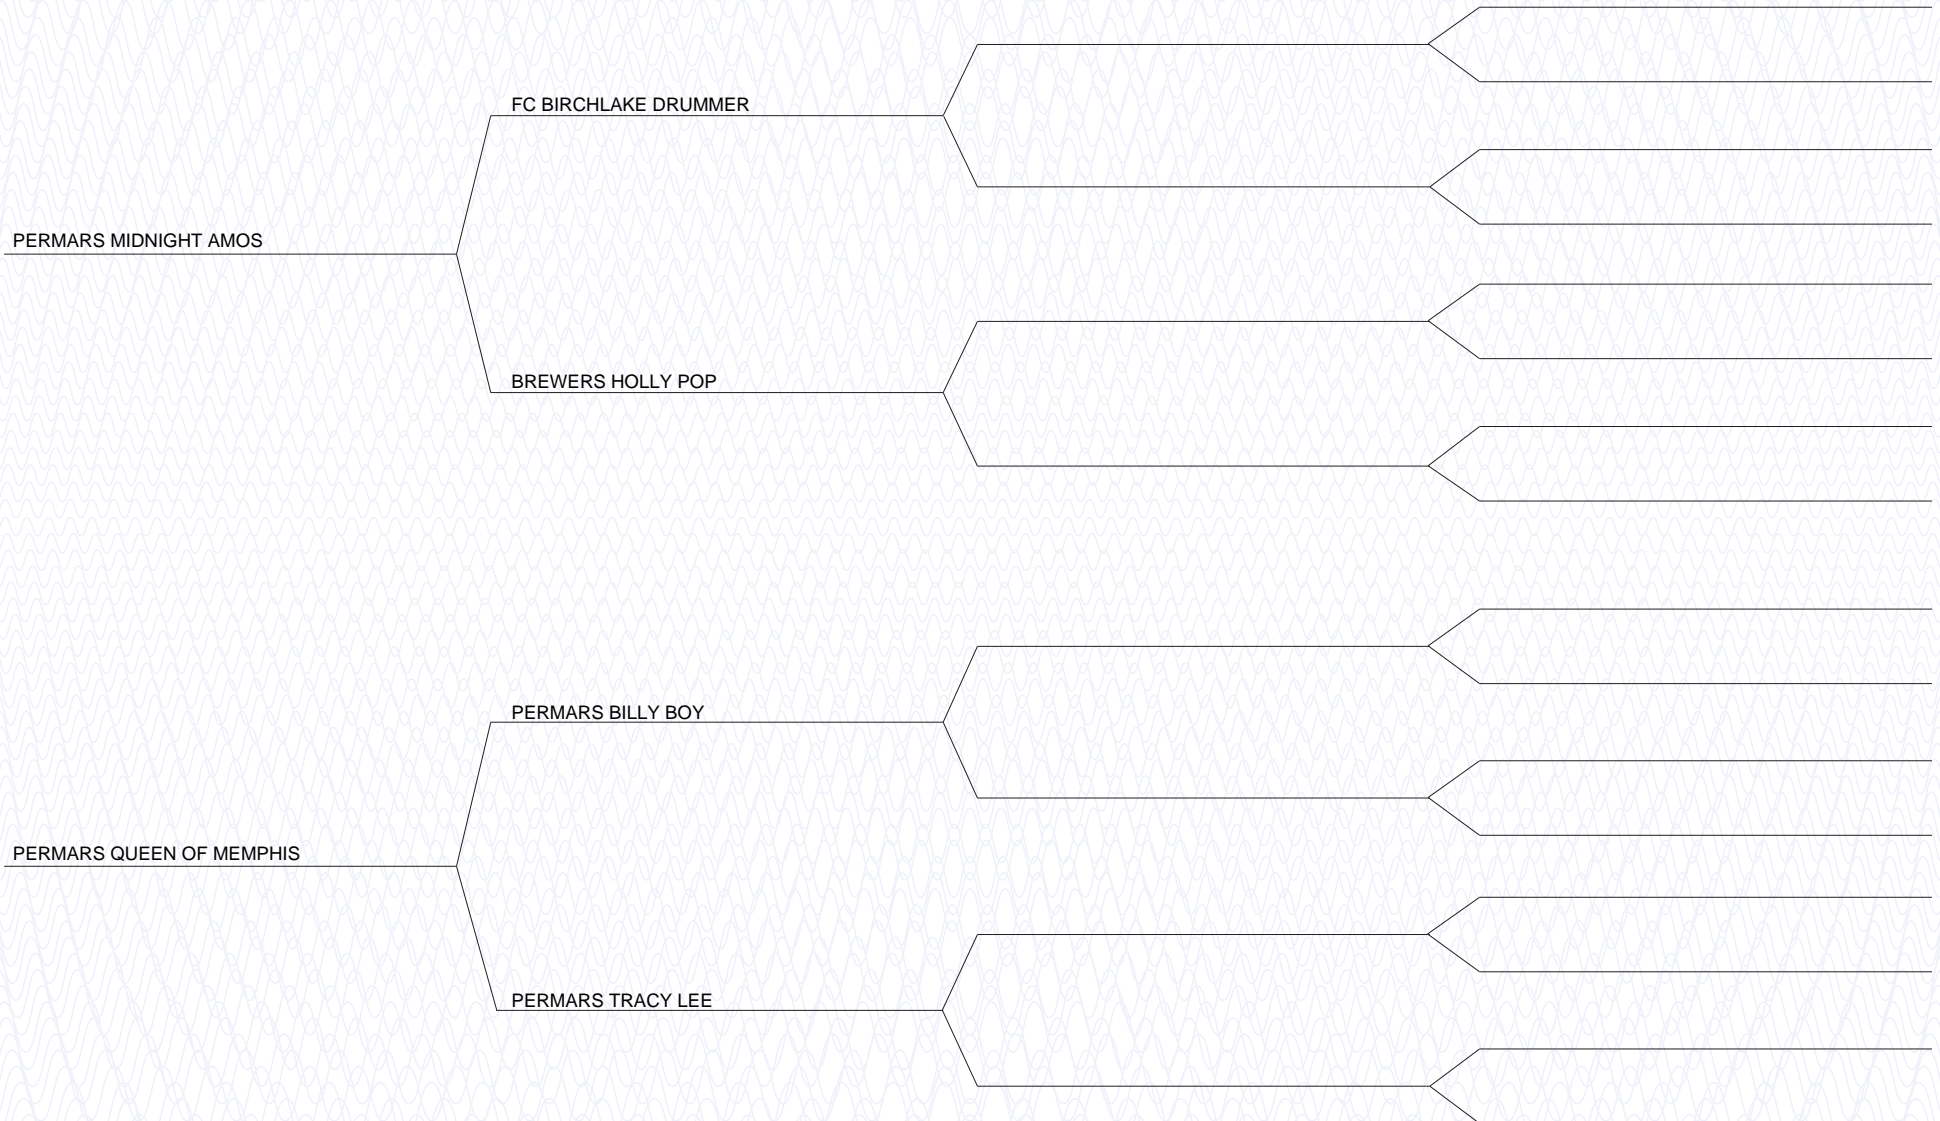 FC BIRCHLAKE DRUMMER
PERMARS MIDNIGHT AMOS
BREWERS HOLLY POP
PERMARS BILLY BOY
PERMARS QUEEN OF MEMPHIS
PERMARS TRACY LEE